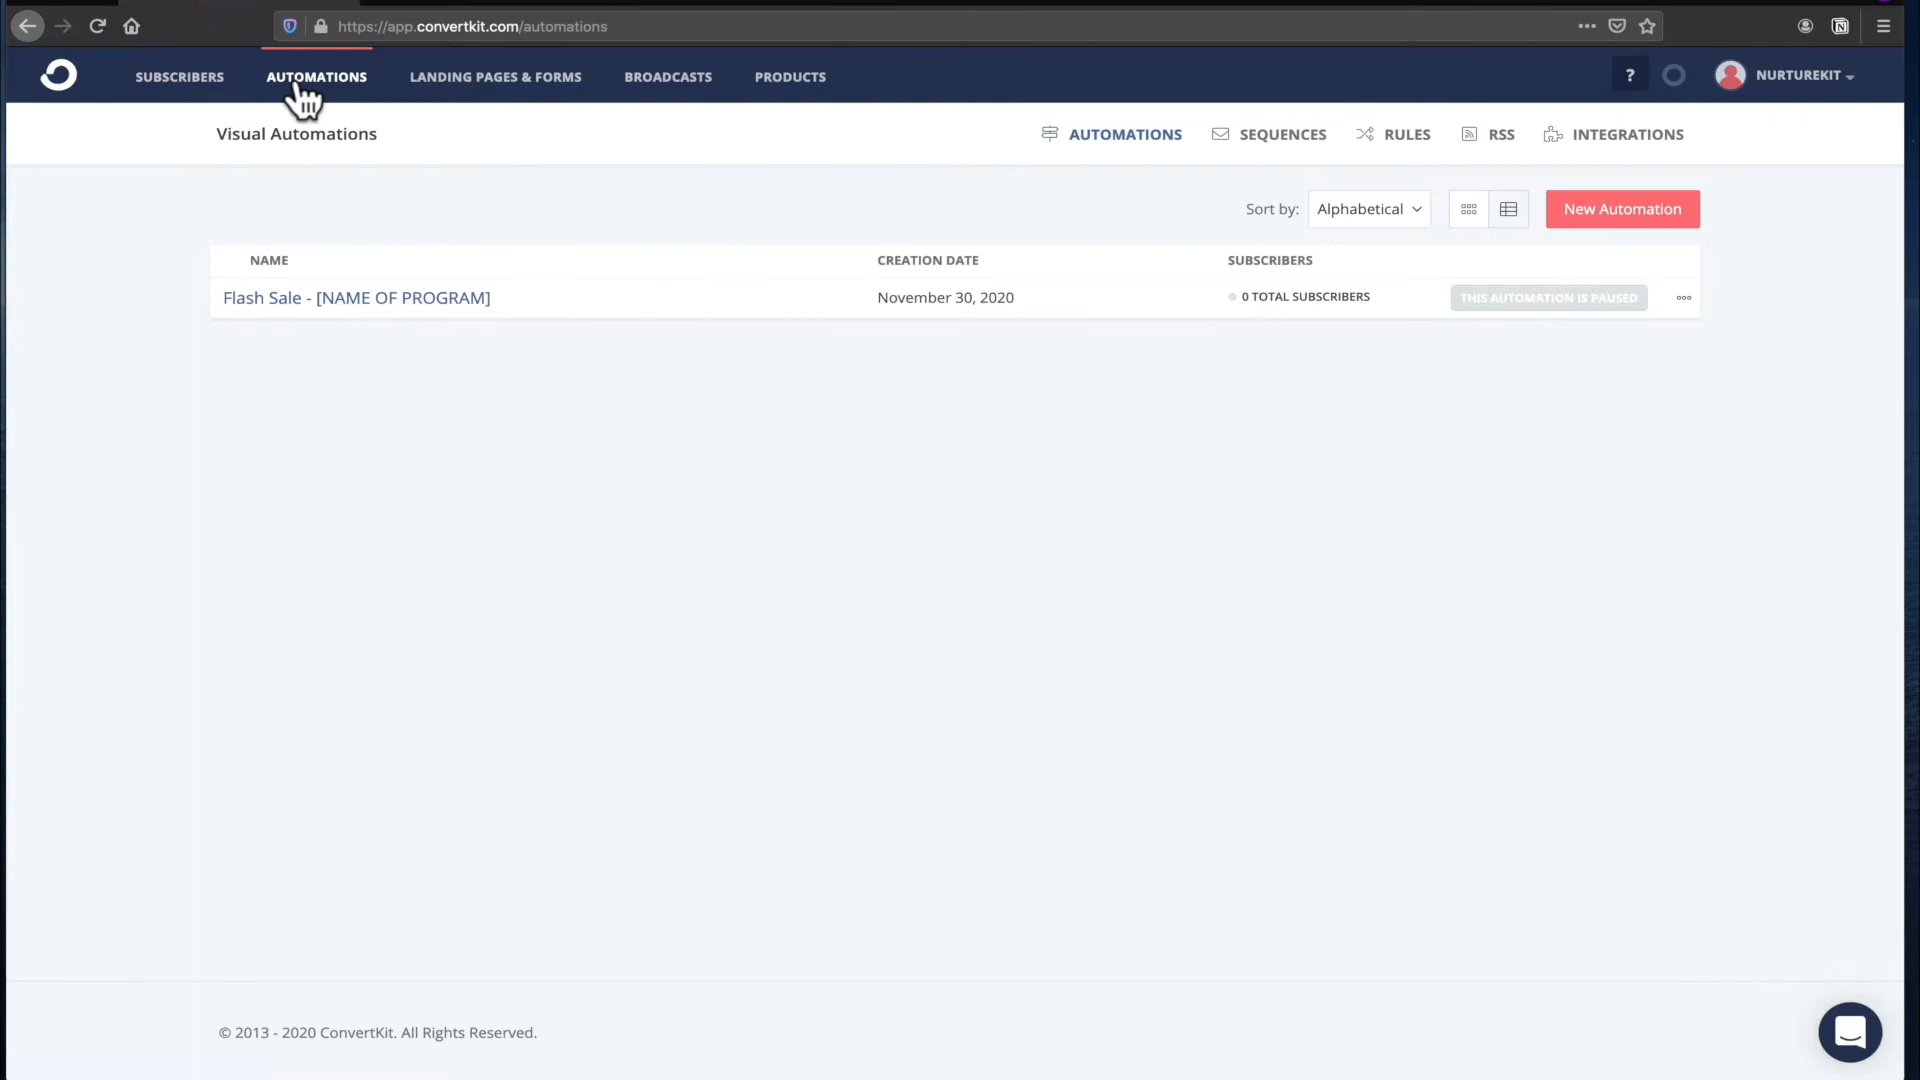 https://app.convertkit.com/automations
SUBSCRIBERS AUTOMATIONS LANDING PAGES & FORMS BROADCASTS PRODUCTS ? NURTUREKIT
Visual Automations AUTOMATIONS SEQUENCES RULES RSS INTEGRATIONS
Sort by: Alphabetical New Automation
NAME CREATION DATE SUBSCRIBERS
Flash Sale - [NAME OF PROGRAM] November 30, 2020 0 TOTAL SUBSCRIBERS THIS AUTOMATION IS PAUSED
© 2013 - 2020 ConvertKit. All Rights Reserved.